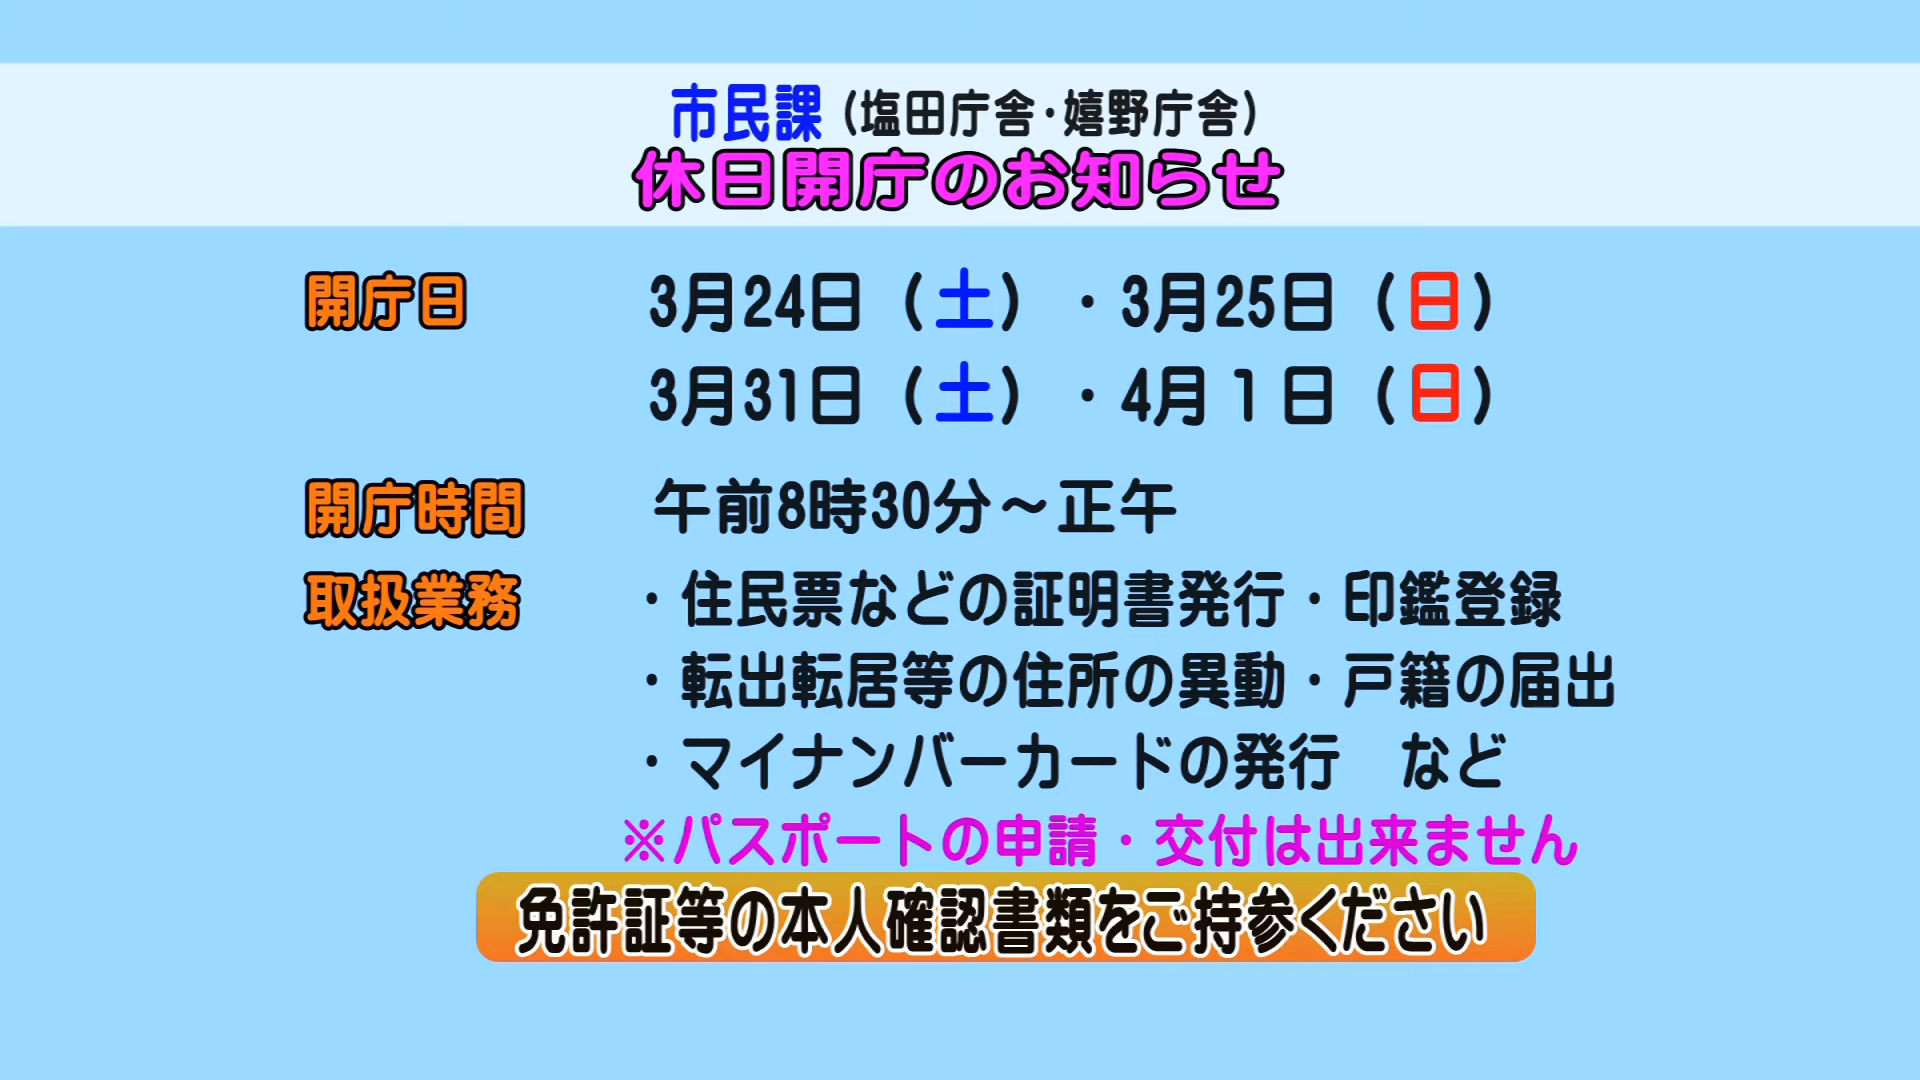 市民課（塩田庁舎・嬉野庁舎）
休日開庁のお知らせ
開庁日 3月24日（土）・3月25日（日）
3月31日（土）・4月１日（日）
開庁時間 午前8時30分～正午
取扱業務 ・住民票などの証明書発行・印鑑登録
・転出転居等の住所の異動・戸籍の届出
・マイナンバーカードの発行　など
※パスポートの申請・交付は出来ません
免許証等の本人確認書類をご持参ください